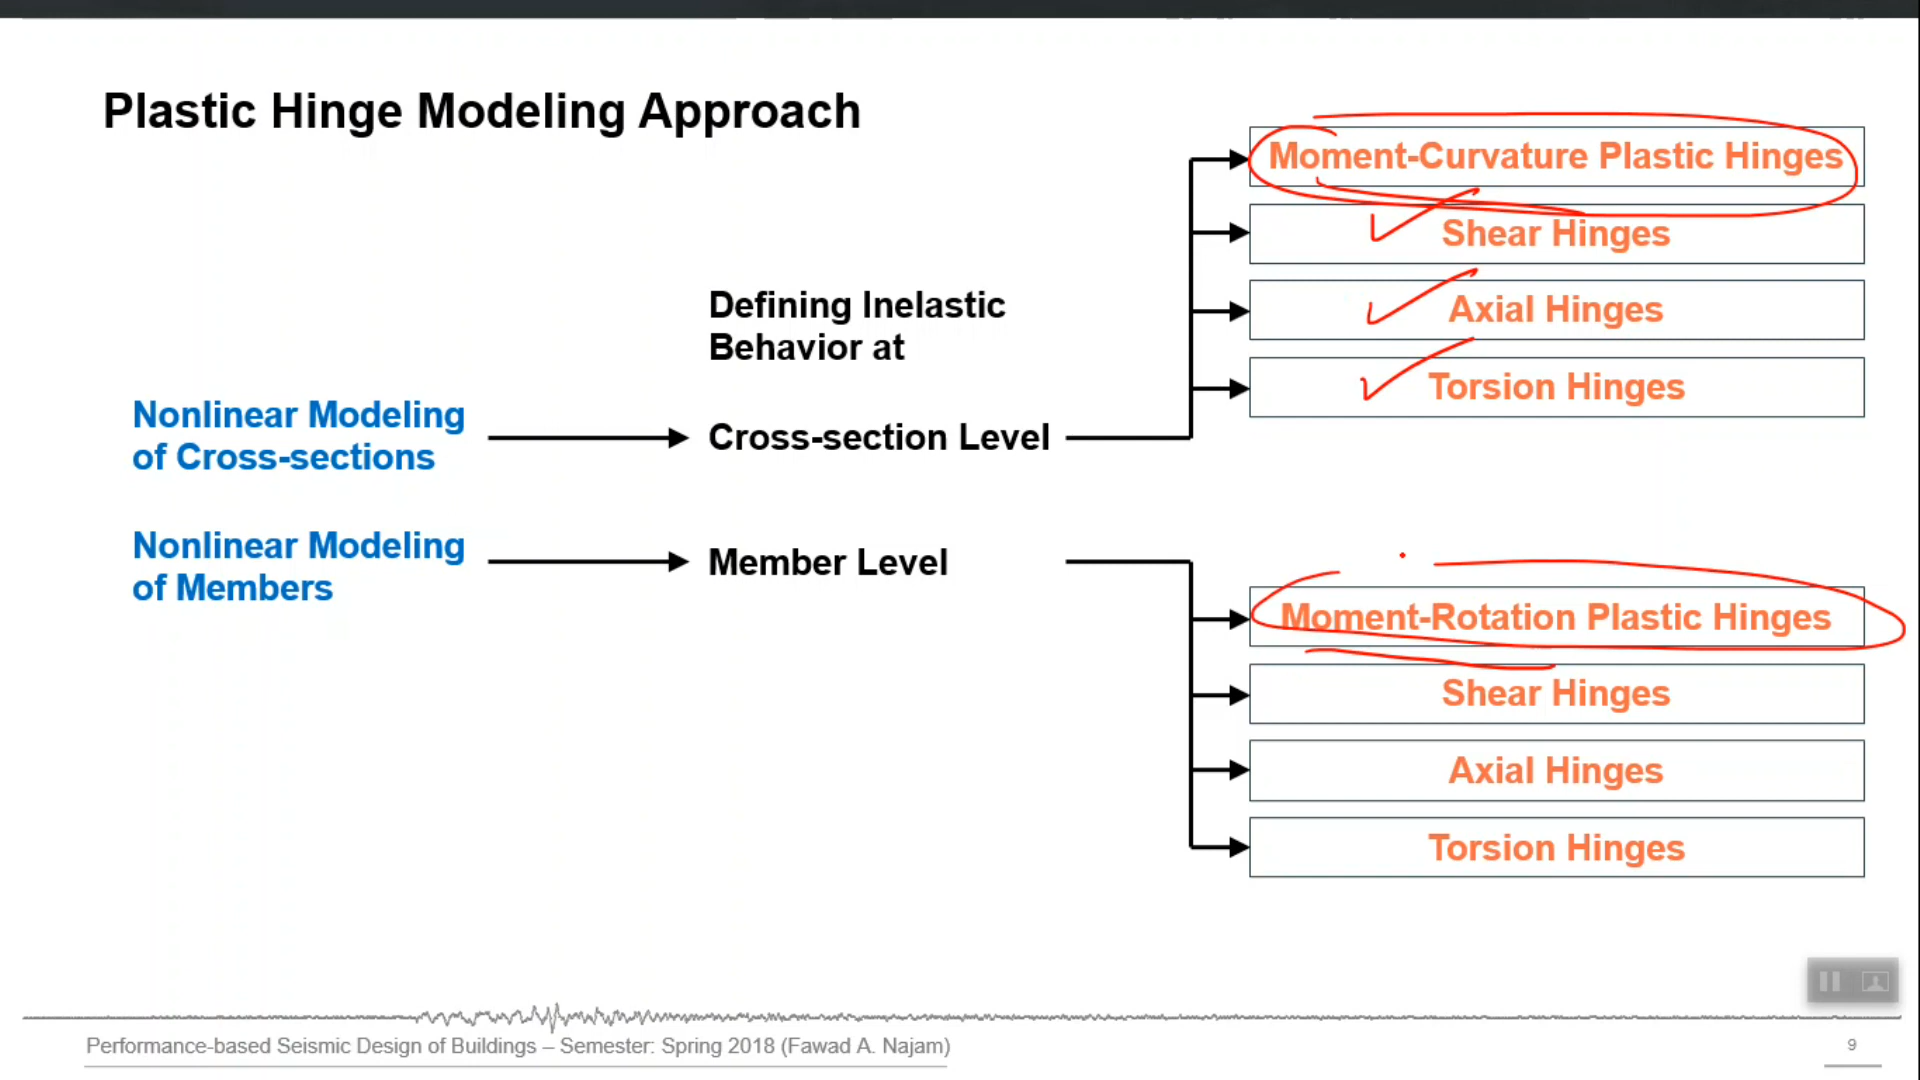 Plastic Hinge Modeling Approach
Moment-Curvature Plastic Hinges
Shear Hinges
Axial Hinges
Torsion Hinges
Defining Inelastic
Behavior at
Nonlinear Modeling
of Cross-sections
Cross-section Level
Nonlinear Modeling
of Members
Member Level
Moment-Rotation Plastic Hinges
Shear Hinges
Axial Hinges
Torsion Hinges
Performance-based Seismic Design of Buildings – Semester: Spring 2018 (Fawad A. Najam)
9